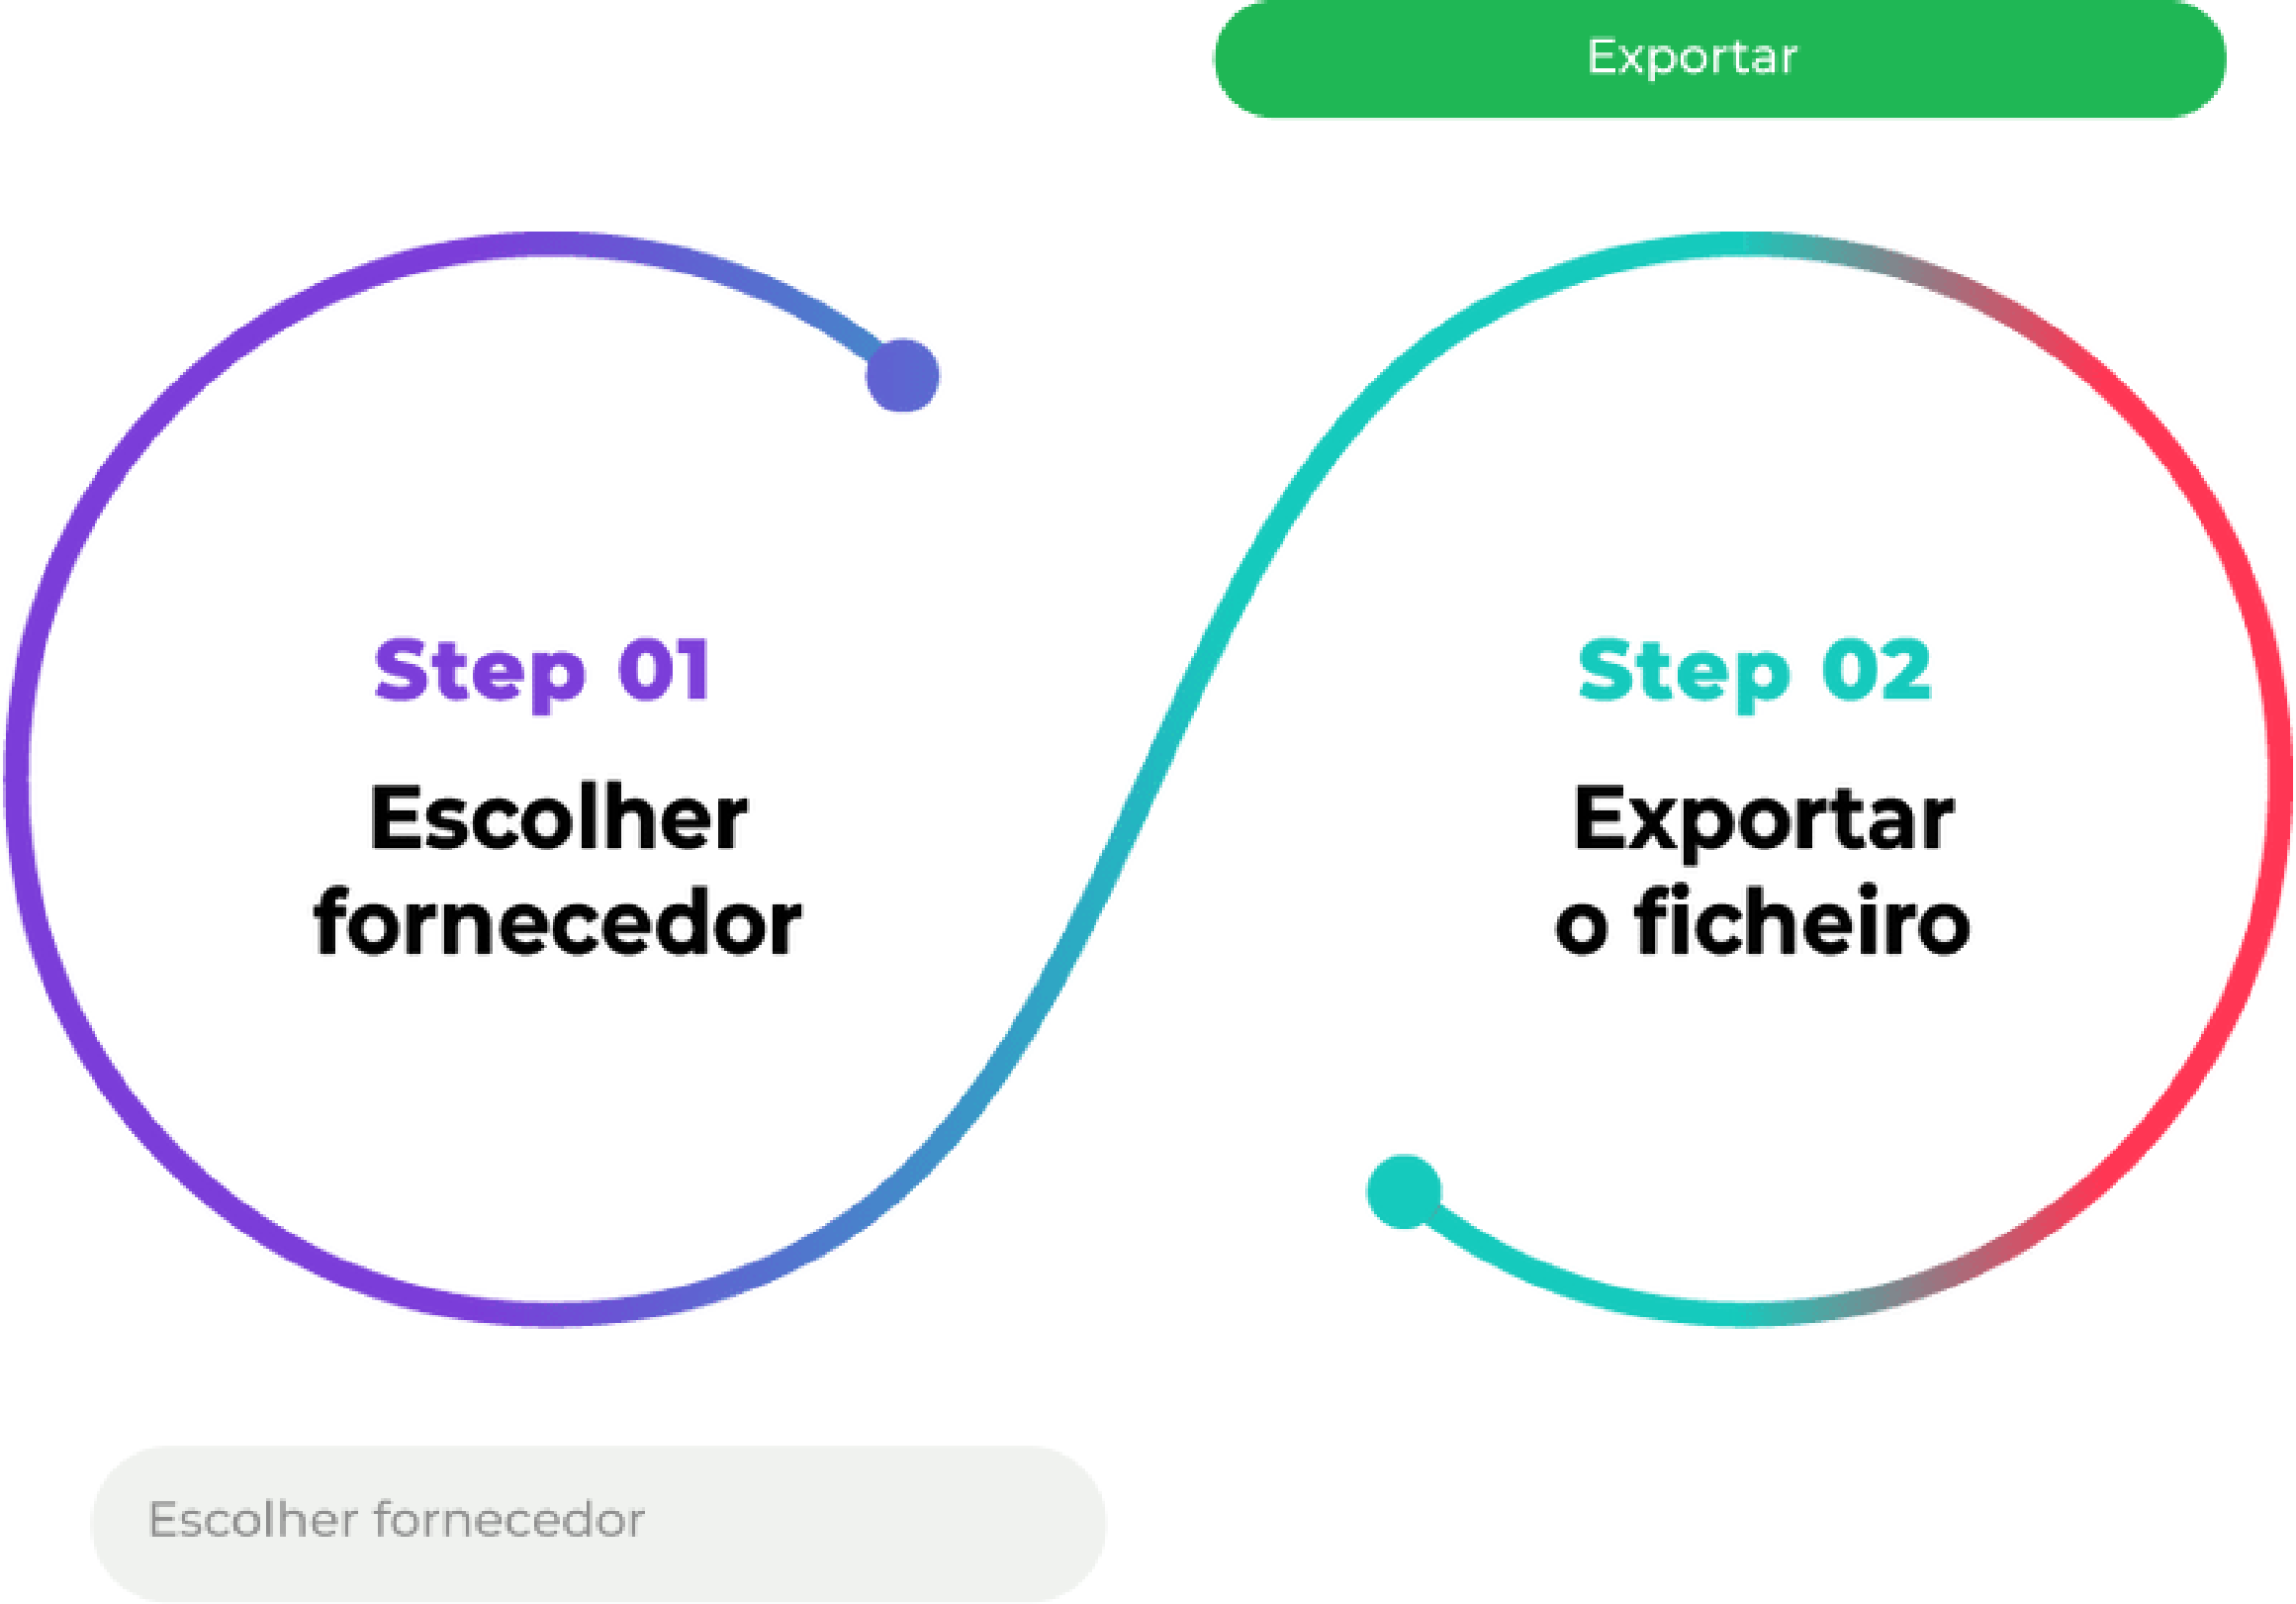 Exportar
Step 01
Escolher
fornecedor
Step 02
Exportar
o ficheiro
Escolher fornecedor